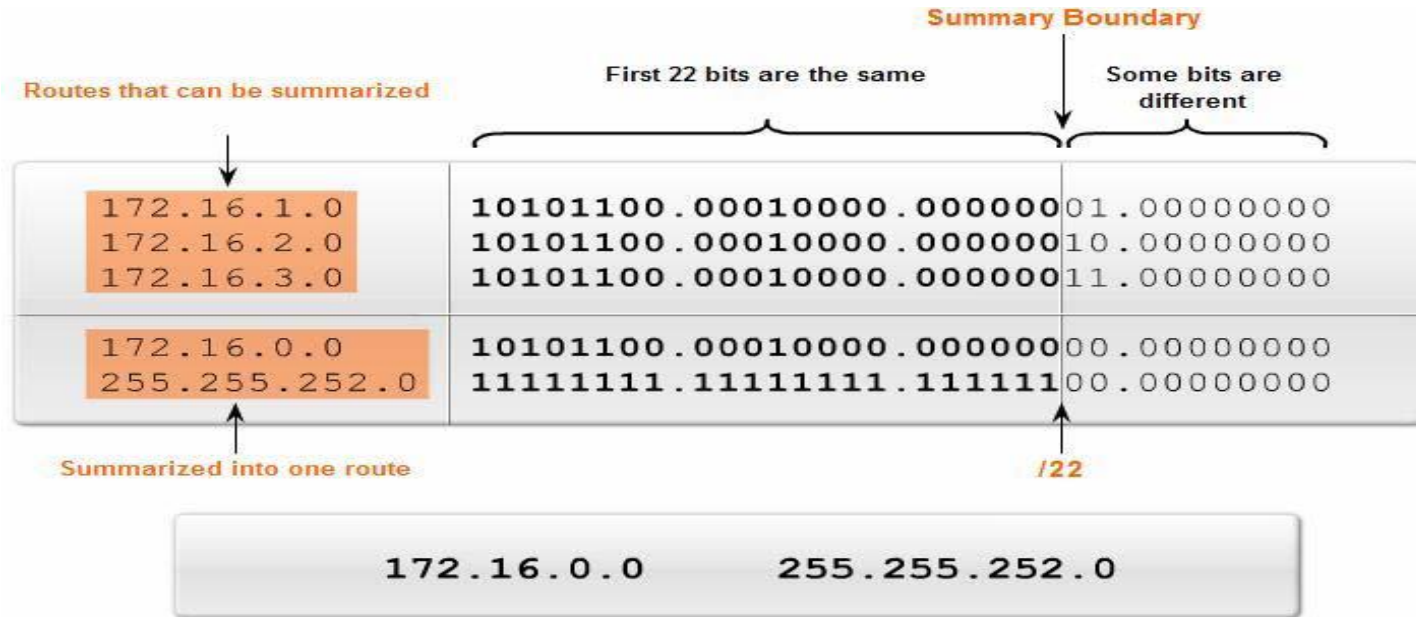 Summary Boundary
First 22 bits are the same
Some bits are
different
Routes that can be summarized
172.16.1.0 10101100.00010000.00000001.00000000
172.16.2.0 10101100.00010000.00000010.00000000
172.16.3.0 10101100.00010000.00000011.00000000
172.16.0.0 10101100.00010000.00000000.00000000
255.255.252.0 11111111.11111111.11111100.00000000
Summarized into one route
/22
172.16.0.0 255.255.252.0